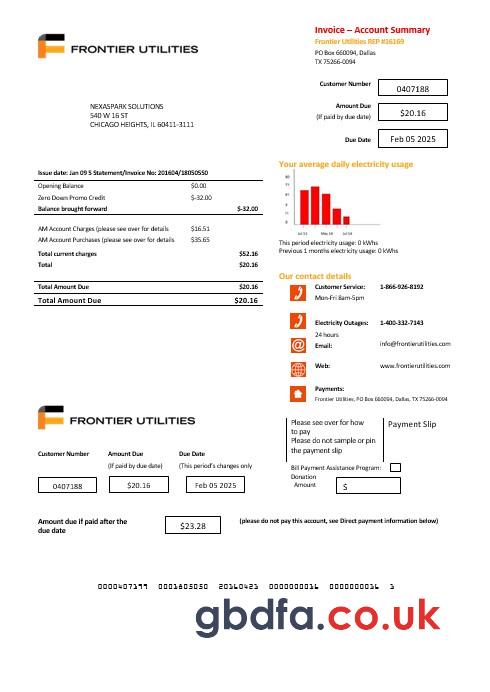 FRONTIER UTILITIES
Invoice – Account Summary
Frontier Utilities REP #16169
PO Box 660094, Dallas,
TX 75266-0094
Customer Number 0407188
Amount Due $20.16
(If paid by due date)
Due Date Feb 05 2025
NEXASPARK SOLUTIONS
540 W 16 ST
CHICAGO HEIGHTS, IL 60411-3111
Issue date: Jan 09 5 Statement/Invoice No: 201604/18050550
Opening Balance $0.00
Zero Down Promo Credit $-32.00
Balance brought forward $-32.00
AM Account Charges (please see over for details $16.51
AM Account Purchases (please see over for details $35.65
Total current charges $52.16
Total $20.16
Total Amount Due $20.16
Total Amount Due $20.16
Your average daily electricity usage
This period electricity usage: 0 kWhs
Previous 1 months electricity usage: 0 kWhs
Our contact details
Customer Service: 1-866-926-8192
Mon-Fri 8am-5pm
Electricity Outages: 1-400-332-7143
24 hours
Email: info@frontierutilities.com
Web: www.frontierutilities.com
Payments:
Frontier Utilities, PO Box 660094, Dallas, TX 75266-0094
FRONTIER UTILITIES
Customer Number Amount Due Due Date
(If paid by due date) (This period's changes only
0407188 $20.16 Feb 05 2025
Please see over for how
to pay
Please do not sample or pin
the payment slip
Payment Slip
Bill Payment Assistance Program:
Donation
Amount $
Amount due if paid after the
due date
$23.28
(please do not pay this account, see Direct payment information below)
0000407199 0001805050 20160421 0000000016 0000000016 1
gbdfa.co.uk